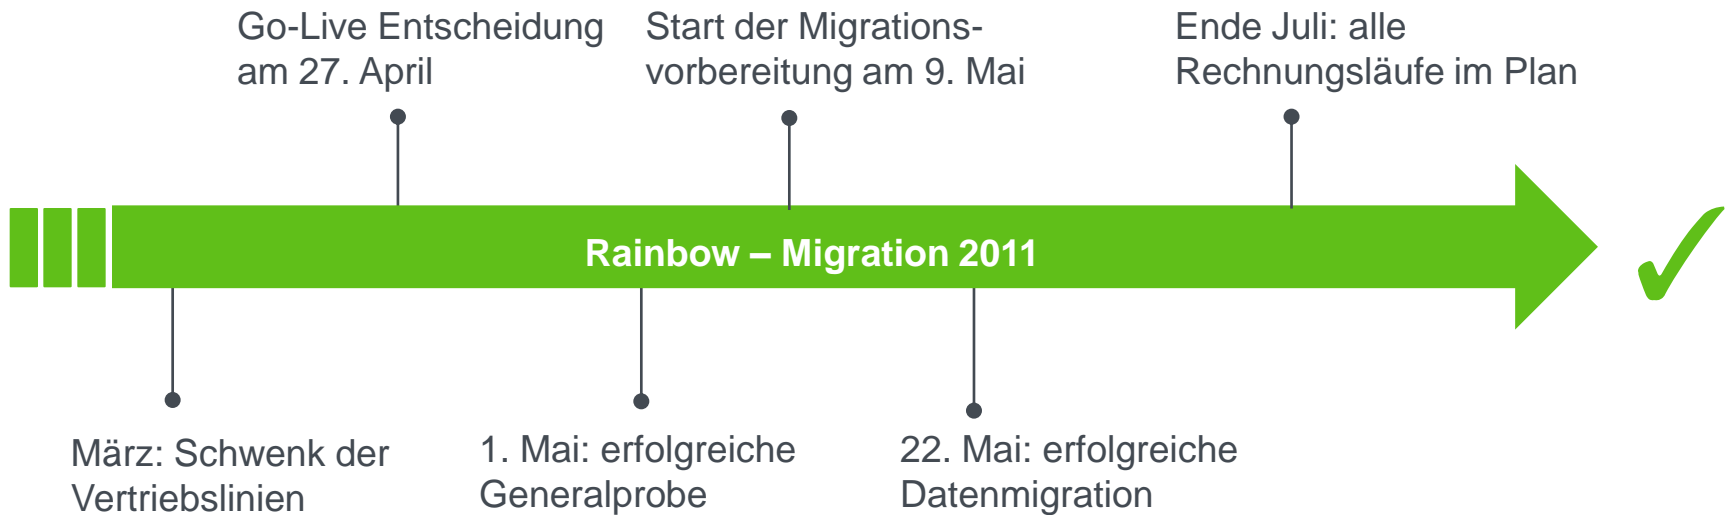 Go-Live Entscheidung
am 27. April
Start der Migrations-
vorbereitung am 9. Mai
Ende Juli: alle
Rechnungsläufe im Plan
Rainbow – Migration 2011
März: Schwenk der
Vertriebslinien
1. Mai: erfolgreiche
Generalprobe
22. Mai: erfolgreiche
Datenmigration